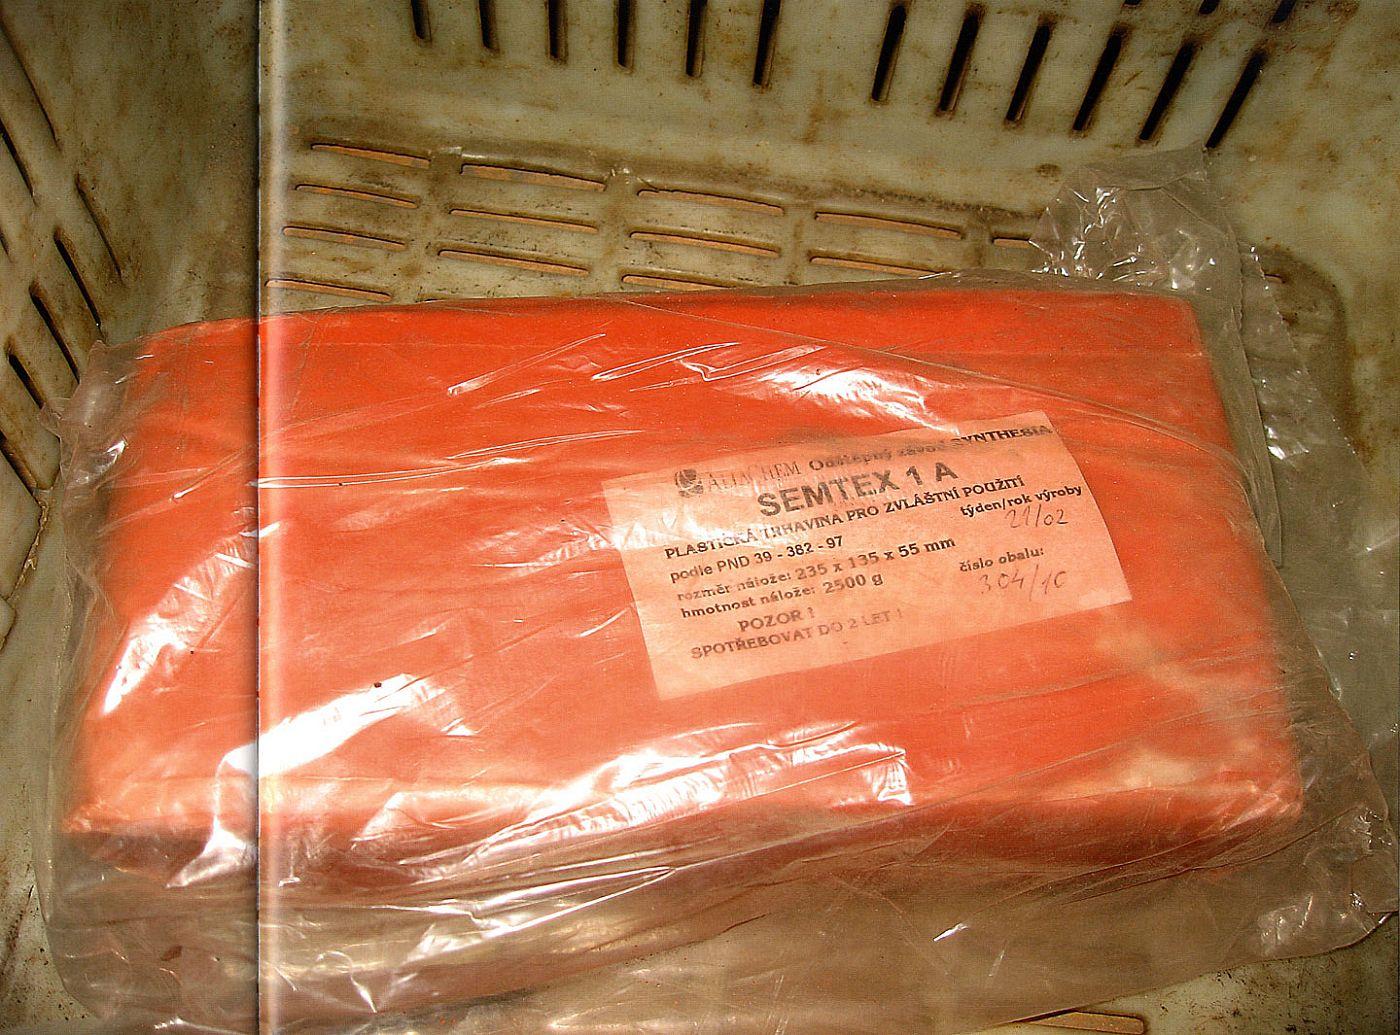 ALIACHEM Odštěpný závod SYNTHESIA
SEMTEX 1 A
PLASTICKÁ TRHAVINA PRO ZVLÁŠTNÍ POUŽITÍ
podle PND 39 - 382 - 97
týden/rok výroby
21/02
rozměr nálože: 235 x 135 x 55 mm
hmotnost nálože: 2500 g
číslo obalu:
304/10
POZOR !
SPOTŘEBOVAT DO 2 LET !